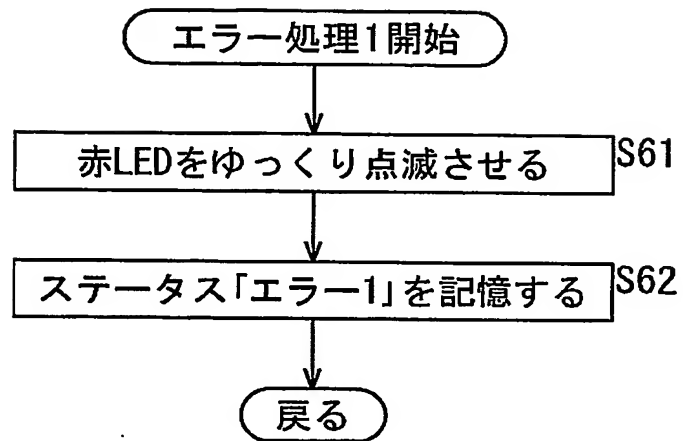 エラー処理1開始
赤LEDをゆっくり点滅させる
S61
ステータス「エラー1」を記憶する
S62
戻る